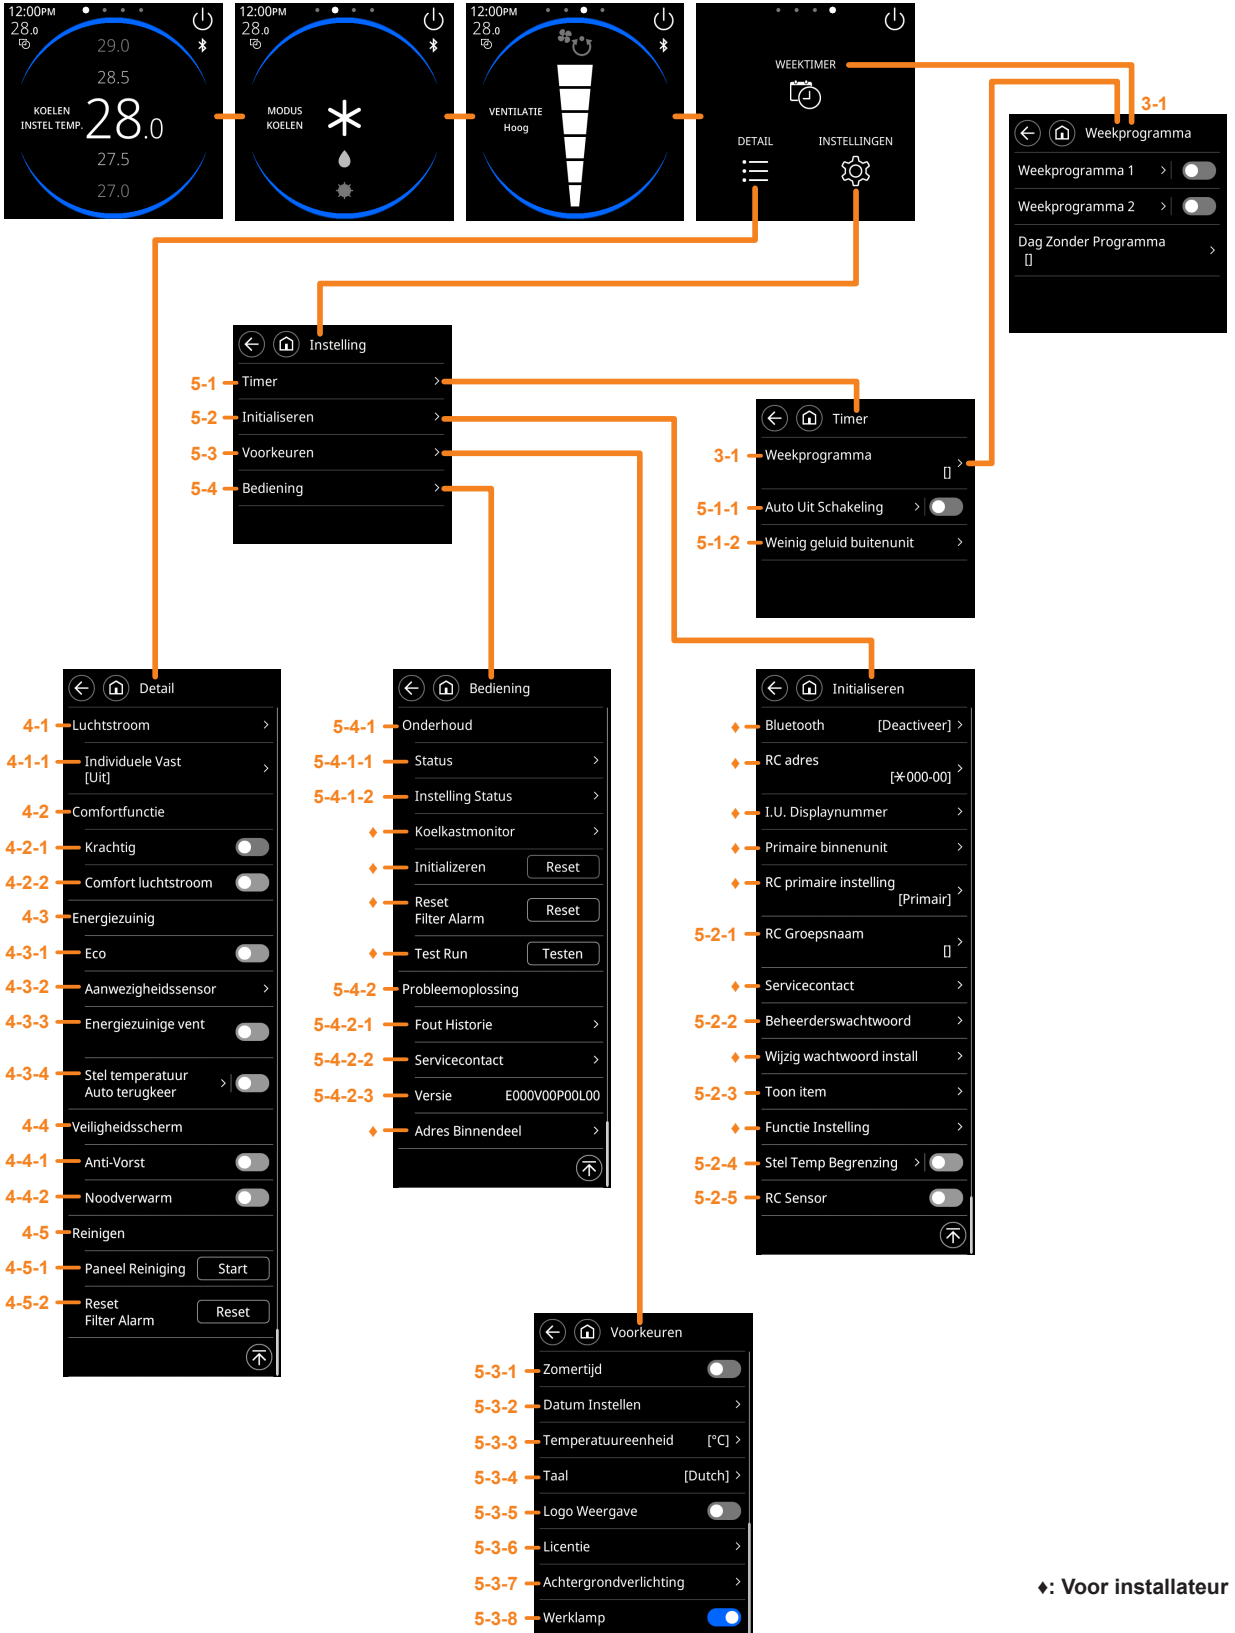 12:00PM
28.0
29.0
28.5
KOELEN
INSTEL TEMP.
28.0
27.5
27.0
12:00PM
28.0
MODUS
KOELEN
12:00PM
28.0
VENTILATIE
Hoog
WEEKTIMER
DETAIL
INSTELLINGEN
3-1
Weekprogramma
Weekprogramma 1 >
Weekprogramma 2 >
Dag Zonder Programma >
[]
Instelling
5-1 Timer >
5-2 Initialiseren >
5-3 Voorkeuren >
5-4 Bediening >
Timer
3-1 Weekprogramma >
[]
5-1-1 Auto Uit Schakeling >
5-1-2 Weinig geluid buitenunit >
Detail
4-1 Luchtstroom >
4-1-1 Individuele Vast >
[Uit]
4-2 Comfortfunctie
4-2-1 Krachtig
4-2-2 Comfort luchtstroom
4-3 Energiezuinig
4-3-1 Eco
4-3-2 Aanwezigheidssensor >
4-3-3 Energiezuinige vent
4-3-4 Stel temperatuur
Auto terugkeer >
4-4 Veiligheidsscherm
4-4-1 Anti-Vorst
4-4-2 Noodverwarm
4-5 Reinigen
4-5-1 Paneel Reiniging Start
4-5-2 Reset
Filter Alarm Reset
Bediening
5-4-1 Onderhoud
5-4-1-1 Status >
5-4-1-2 Instelling Status >
♦ Koelkastmonitor >
♦ Initializeren Reset
♦ Reset
Filter Alarm Reset
♦ Test Run Testen
5-4-2 Probleemoplossing
5-4-2-1 Fout Historie >
5-4-2-2 Servicecontact >
5-4-2-3 Versie E000V00P00L00
♦ Adres Binnendeel >
Initialiseren
♦ Bluetooth [Deactiveer] >
♦ RC adres >
[✳000-00]
♦ I.U. Displaynummer >
♦ Primaire binnenunit >
♦ RC primaire instelling >
[Primair]
5-2-1 RC Groepsnaam >
[]
♦ Servicecontact >
5-2-2 Beheerderswachtwoord >
♦ Wijzig wachtwoord install >
5-2-3 Toon item >
♦ Functie Instelling >
5-2-4 Stel Temp Begrenzing >
5-2-5 RC Sensor
Voorkeuren
5-3-1 Zomertijd
5-3-2 Datum Instellen >
5-3-3 Temperatuureenheid [°C] >
5-3-4 Taal [Dutch] >
5-3-5 Logo Weergave
5-3-6 Licentie >
5-3-7 Achtergrondverlichting >
5-3-8 Werklamp
♦: Voor installateur